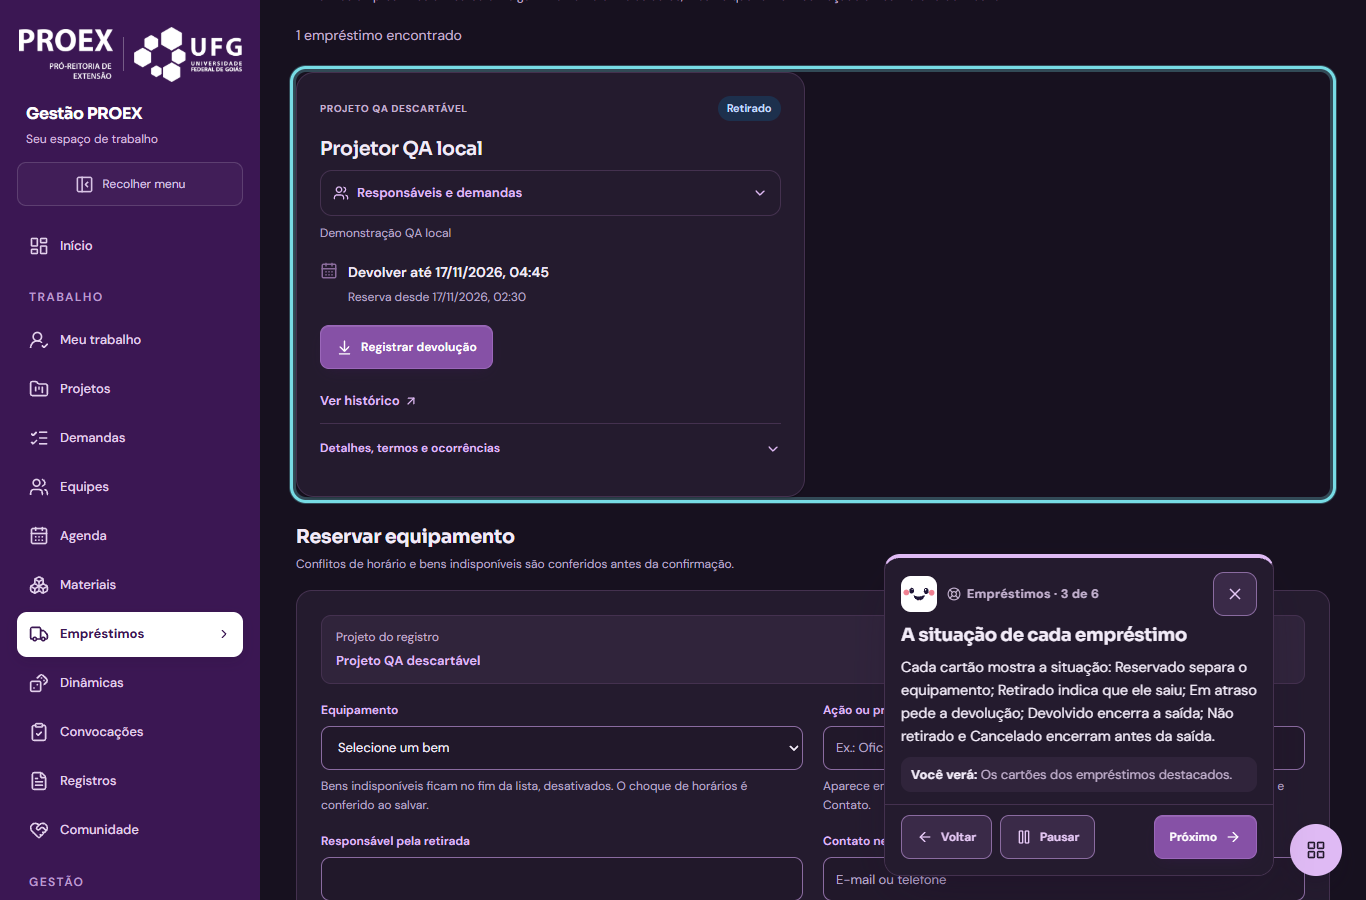 PROEX
PRÓ-REITORIA DE
EXTENSÃO
UFG
UNIVERSIDADE
FEDERAL DE GOIÁS
Gestão PROEX
Seu espaço de trabalho
Recolher menu
Início
TRABALHO
Meu trabalho
Projetos
Demandas
Equipes
Agenda
Materiais
Empréstimos
Dinâmicas
Convocações
Registros
Comunidade
GESTÃO
1 empréstimo encontrado
PROJETO QA DESCARTÁVEL
Retirado
Projetor QA local
Responsáveis e demandas
Demonstração QA local
Devolver até 17/11/2026, 04:45
Reserva desde 17/11/2026, 02:30
Registrar devolução
Ver histórico
Detalhes, termos e ocorrências
Reservar equipamento
Conflitos de horário e bens indisponíveis são conferidos antes da confirmação.
Projeto do registro
Projeto QA descartável
Equipamento
Selecione um bem
Bens indisponíveis ficam no fim da lista, desativados. O choque de horários é
conferido ao salvar.
Responsável pela retirada
Ação ou
Ex.:
Aparece
e
Contato.
Contato
E-mail ou telefone
Empréstimos · 3 de 6
A situação de cada empréstimo
Cada cartão mostra a situação: Reservado separa o
equipamento; Retirado indica que ele saiu; Em atraso
pede a devolução; Devolvido encerra a saída; Não
retirado e Cancelado encerram antes da saída.
Você verá: Os cartões dos empréstimos destacados.
Voltar
Pausar
Próximo